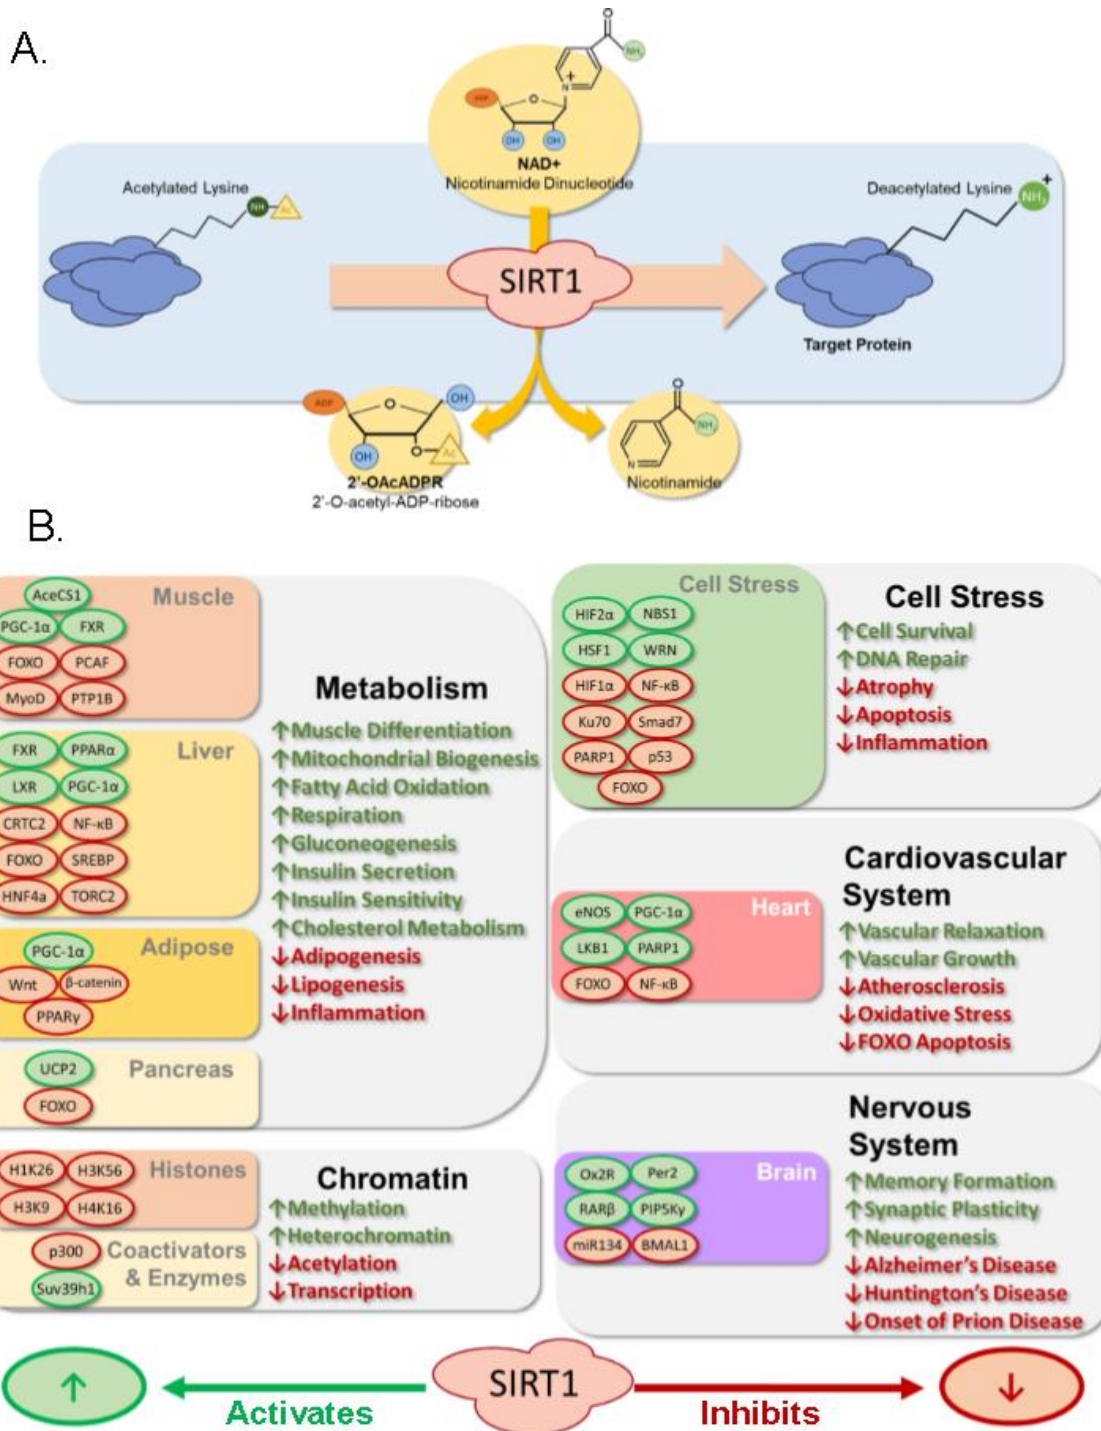 A.
O
NH₂
+
N
ADP
O
OH OH
NAD+
Nicotinamide Dinucleotide
Acetylated Lysine
NH Ac
Deacetylated Lysine
NH₃
+
SIRT1
Target Protein
ADP
O
OH
OH
O
Ac
2'-OAcADPR
2'-O-acetyl-ADP-ribose
O
NH₂
N
Nicotinamide
B.
Muscle
AceCS1
PGC-1α FXR
FOXO PCAF
MyoD PTP1B
Liver
FXR PPARα
LXR PGC-1α
CRTC2 NF-κB
FOXO SREBP
HNF4a TORC2
Adipose
PGC-1α
Wnt β-catenin
PPARγ
Pancreas
UCP2
FOXO
Metabolism
↑Muscle Differentiation
↑Mitochondrial Biogenesis
↑Fatty Acid Oxidation
↑Respiration
↑Gluconeogenesis
↑Insulin Secretion
↑Insulin Sensitivity
↑Cholesterol Metabolism
↓Adipogenesis
↓Lipogenesis
↓Inflammation
Histones
H1K26 H3K56
H3K9 H4K16
Coactivators
& Enzymes
p300
Suv39h1
Chromatin
↑Methylation
↑Heterochromatin
↓Acetylation
↓Transcription
Cell Stress
HIF2α NBS1
HSF1 WRN
HIF1α NF-κB
Ku70 Smad7
PARP1 p53
FOXO
Cell Stress
↑Cell Survival
↑DNA Repair
↓Atrophy
↓Apoptosis
↓Inflammation
Heart
eNOS PGC-1α
LKB1 PARP1
FOXO NF-κB
Cardiovascular
System
↑Vascular Relaxation
↑Vascular Growth
↓Atherosclerosis
↓Oxidative Stress
↓FOXO Apoptosis
Brain
Ox2R Per2
RARβ PIP5Kγ
miR134 BMAL1
Nervous
System
↑Memory Formation
↑Synaptic Plasticity
↑Neurogenesis
↓Alzheimer's Disease
↓Huntington's Disease
↓Onset of Prion Disease
↑
Activates
SIRT1
Inhibits
↓